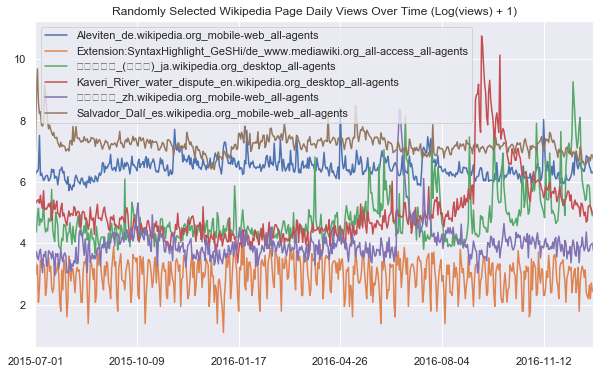 Randomly Selected Wikipedia Page Daily Views Over Time (Log(views) + 1)
Aleviten_de.wikipedia.org_mobile-web_all-agents
Extension:SyntaxHighlight_GeSHi/de_www.mediawiki.org_all-access_all-agents
□□□□□_(□□□)_ja.wikipedia.org_desktop_all-agents
Kaveri_River_water_dispute_en.wikipedia.org_desktop_all-agents
□□□□□_zh.wikipedia.org_mobile-web_all-agents
Salvador_Dalí_es.wikipedia.org_mobile-web_all-agents
10
8
6
4
2
2015-07-01 2015-10-09 2016-01-17 2016-04-26 2016-08-04 2016-11-12